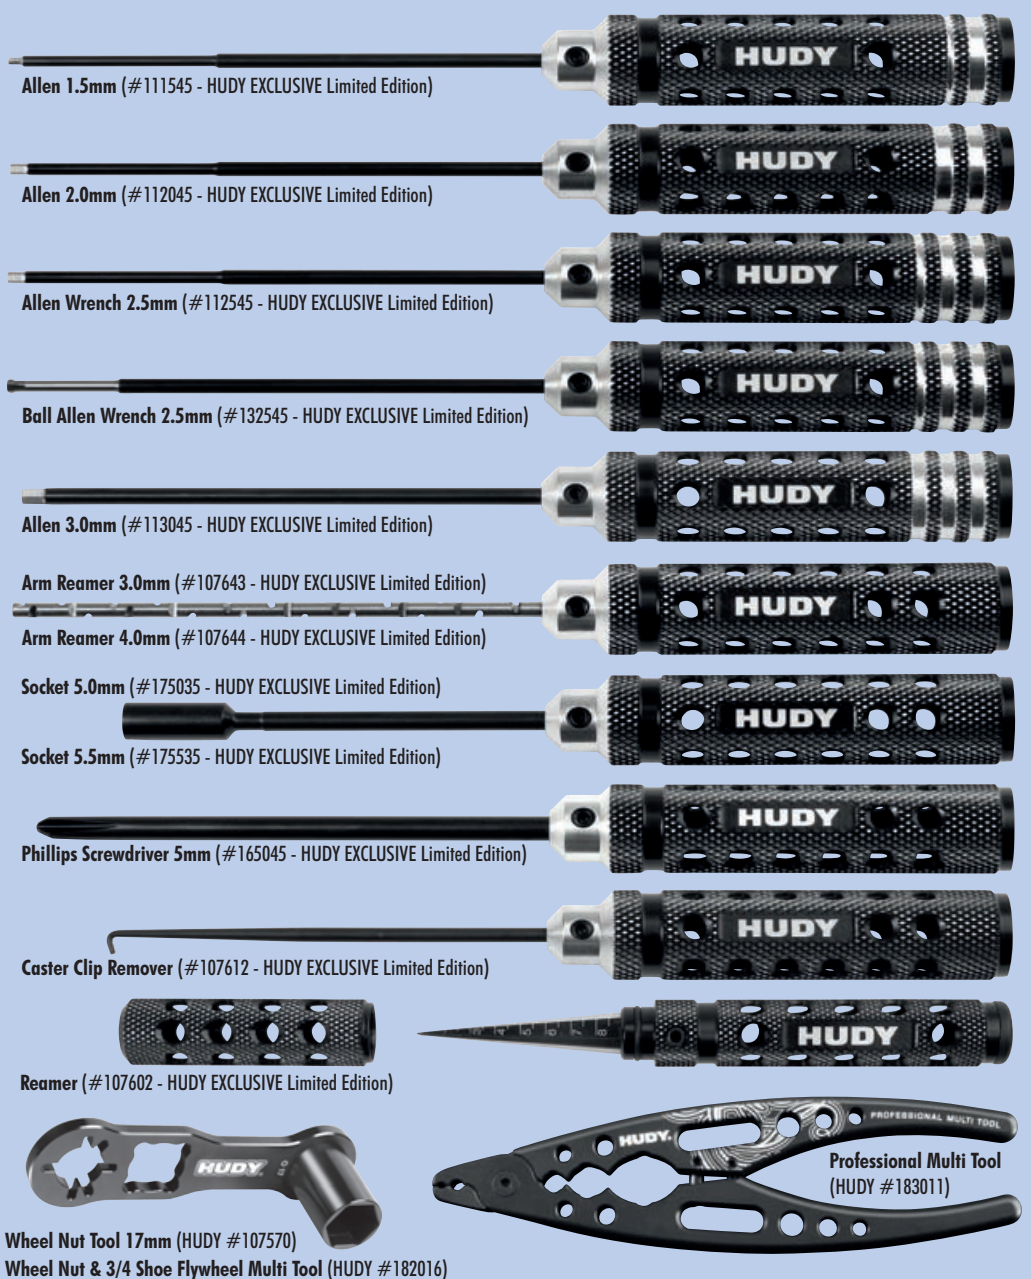 HUDY
Allen 1.5mm (#111545 - HUDY EXCLUSIVE Limited Edition)
HUDY
Allen 2.0mm (#112045 - HUDY EXCLUSIVE Limited Edition)
HUDY
Allen Wrench 2.5mm (#112545 - HUDY EXCLUSIVE Limited Edition)
HUDY
Ball Allen Wrench 2.5mm (#132545 - HUDY EXCLUSIVE Limited Edition)
HUDY
Allen 3.0mm (#113045 - HUDY EXCLUSIVE Limited Edition)
Arm Reamer 3.0mm (#107643 - HUDY EXCLUSIVE Limited Edition)
HUDY
Arm Reamer 4.0mm (#107644 - HUDY EXCLUSIVE Limited Edition)
Socket 5.0mm (#175035 - HUDY EXCLUSIVE Limited Edition)
HUDY
Socket 5.5mm (#175535 - HUDY EXCLUSIVE Limited Edition)
HUDY
Phillips Screwdriver 5mm (#165045 - HUDY EXCLUSIVE Limited Edition)
HUDY
Caster Clip Remover (#107612 - HUDY EXCLUSIVE Limited Edition)
5 6 7 8
HUDY
Reamer (#107602 - HUDY EXCLUSIVE Limited Edition)
HUDY
HUDY.
PROFESSIONAL MULTI TOOL
Professional Multi Tool
(HUDY #183011)
Wheel Nut Tool 17mm (HUDY #107570)
Wheel Nut & 3/4 Shoe Flywheel Multi Tool (HUDY #182016)